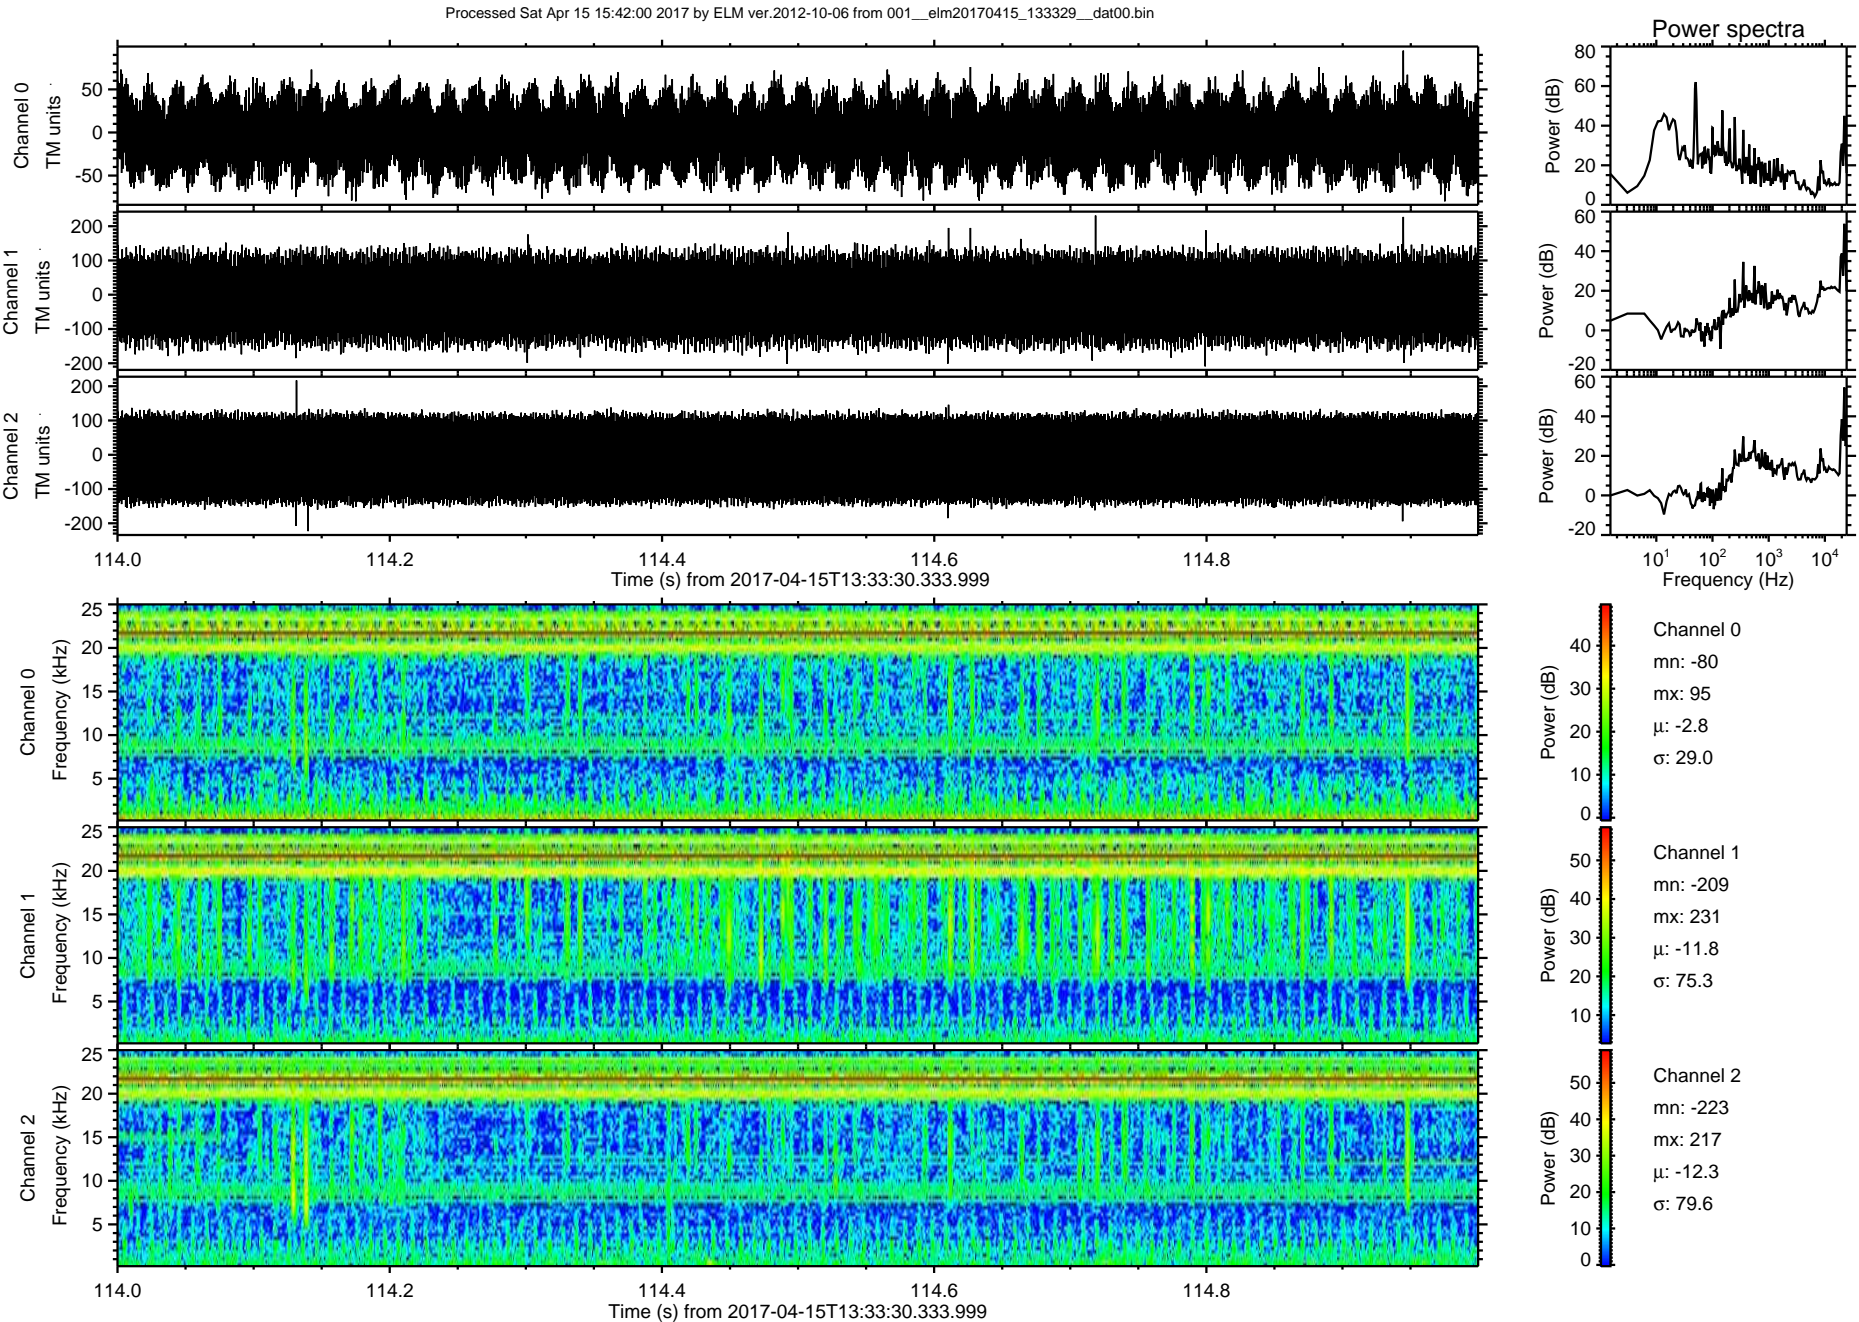 Processed Sat Apr 15 15:42:00 2017 by ELM ver.2012-10-06 from 001__elm20170415_133329__dat00.bin
Power spectra
Channel 0
TM units
50
0
-50
Power (dB)
80
60
40
20
0
Channel 1
TM units
200
100
0
-100
-200
Power (dB)
60
40
20
0
-20
Channel 2
TM units
200
100
0
-100
-200
Power (dB)
60
40
20
0
-20
114.0 114.2 114.4 114.6 114.8
Time (s) from 2017-04-15T13:33:30.333.999
10¹ 10² 10³ 10⁴
Frequency (Hz)
Channel 0
Frequency (kHz)
25
20
15
10
5
Power (dB)
40
30
20
10
0
Channel 0
mn: -80
mx: 95
μ: -2.8
σ: 29.0
Channel 1
Frequency (kHz)
25
20
15
10
5
Power (dB)
50
40
30
20
10
Channel 1
mn: -209
mx: 231
μ: -11.8
σ: 75.3
Channel 2
Frequency (kHz)
25
20
15
10
5
Power (dB)
50
40
30
20
10
0
Channel 2
mn: -223
mx: 217
μ: -12.3
σ: 79.6
114.0 114.2 114.4 114.6 114.8
Time (s) from 2017-04-15T13:33:30.333.999